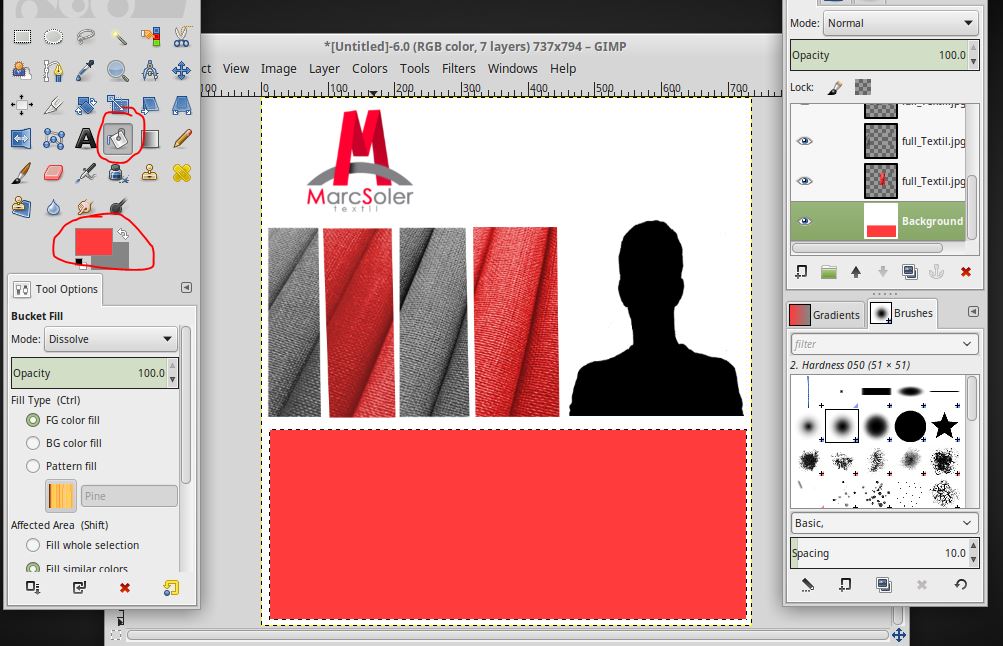 *[Untitled]-6.0 (RGB color, 7 layers) 737x794 – GIMP
ct View Image Layer Colors Tools Filters Windows Help
100 0 100 200 300 400 500 600 700
MarcSoler
textil
Tool Options
Bucket Fill
Mode: Dissolve
Opacity 100.0
Fill Type (Ctrl)
FG color fill
BG color fill
Pattern fill
Pine
Affected Area (Shift)
Fill whole selection
Fill similar colors
Mode: Normal
Opacity 100.0
Lock:
full_Textil.jpg
full_Textil.jpg
full_Textil.jpg
Background
Gradients Brushes
filter
2. Hardness 050 (51 × 51)
Basic,
Spacing 10.0